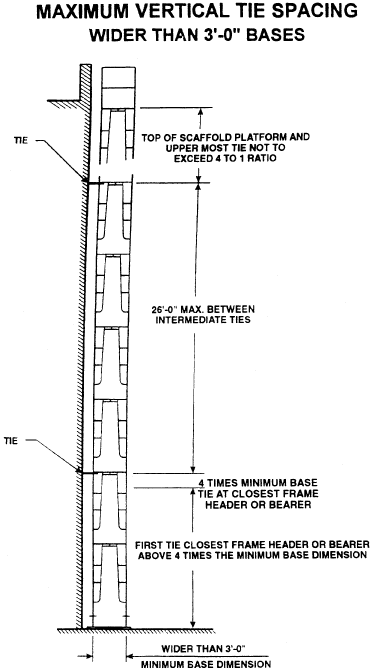 MAXIMUM VERTICAL TIE SPACING
WIDER THAN 3'-0" BASES
TIE
TOP OF SCAFFOLD PLATFORM AND
UPPER MOST TIE NOT TO
EXCEED 4 TO 1 RATIO
26'-0" MAX. BETWEEN
INTERMEDIATE TIES
TIE
4 TIMES MINIMUM BASE
TIE AT CLOSEST FRAME
HEADER OR BEARER
FIRST TIE CLOSEST FRAME HEADER OR BEARER
ABOVE 4 TIMES THE MINIMUM BASE DIMENSION
WIDER THAN 3'-0"
MINIMUM BASE DIMENSION